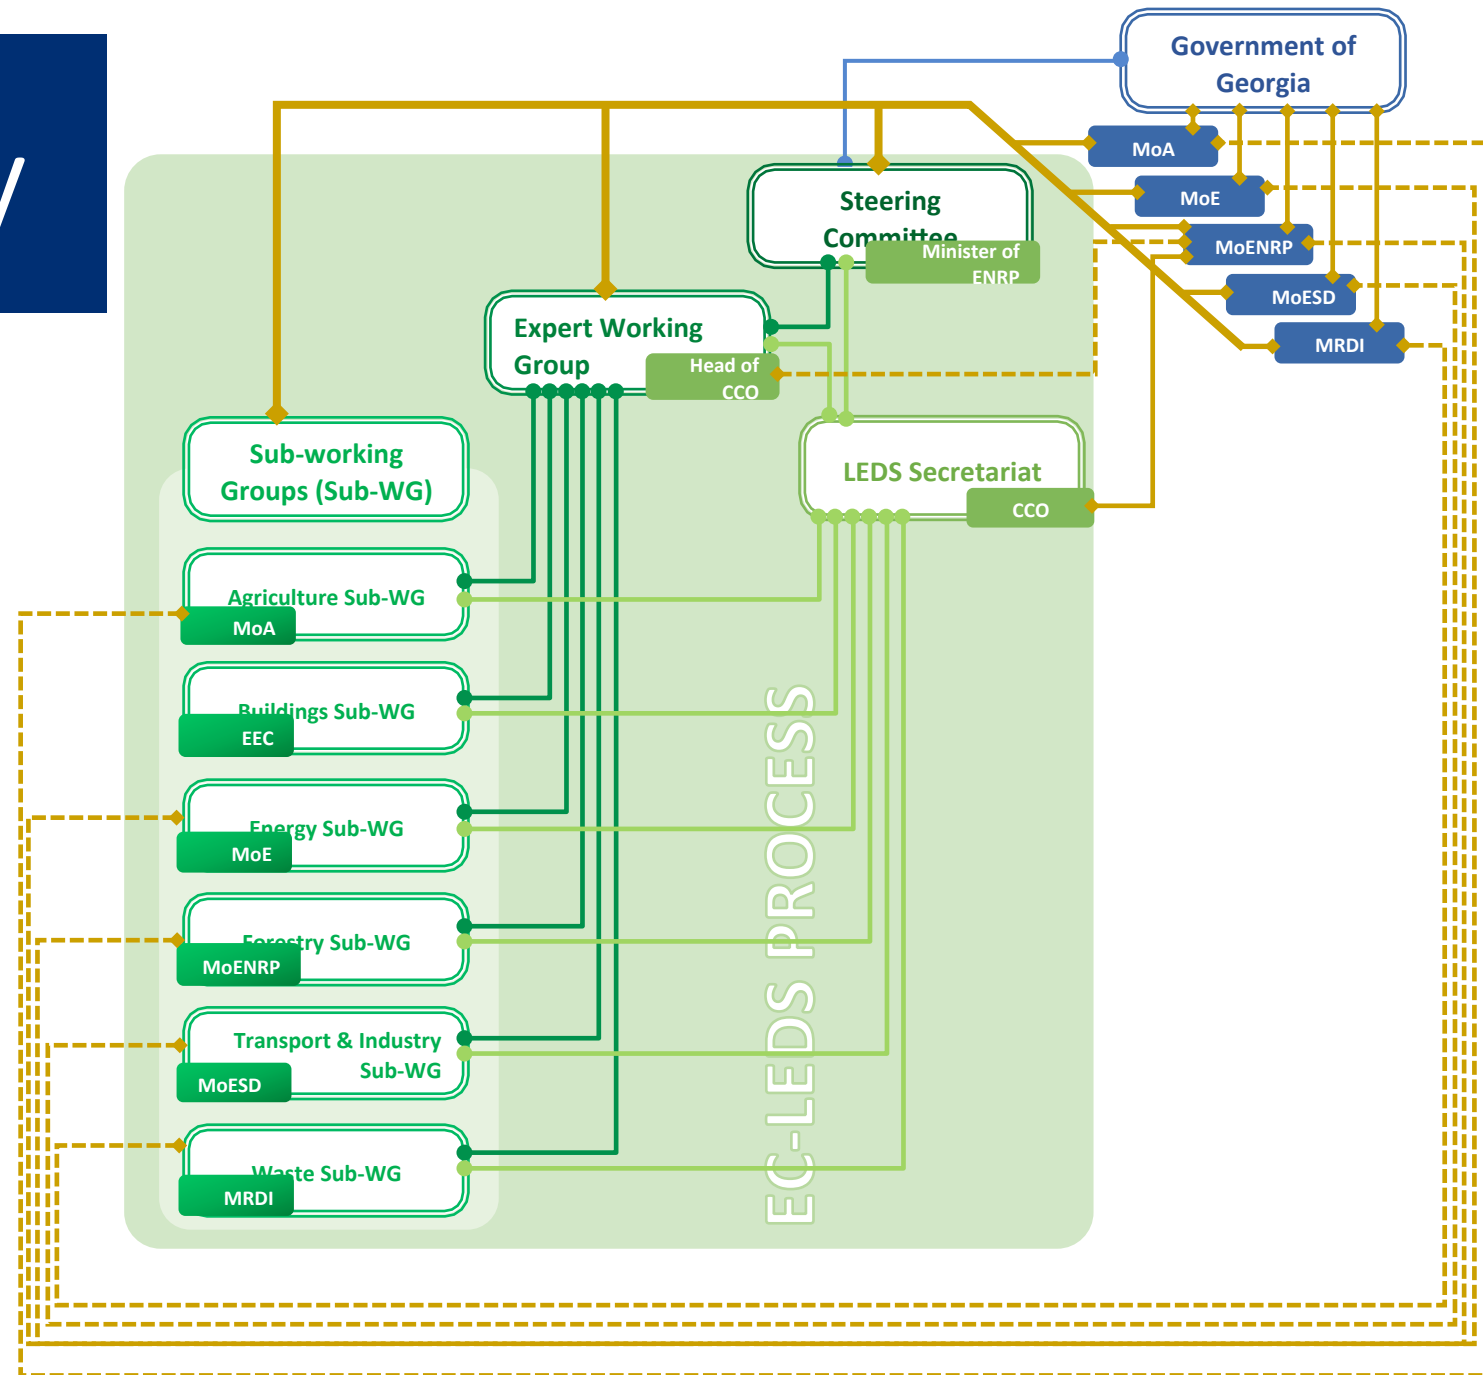 y
Government of
Georgia
MoA
MoE
MoENRP
MoESD
MRDI
Steering
Committee
Minister of
ENRP
Expert Working
Group
Head of
CCO
Sub-working
Groups (Sub-WG)
LEDS Secretariat
CCO
Agriculture Sub-WG
MoA
Buildings Sub-WG
EEC
Energy Sub-WG
MoE
Forestry Sub-WG
MoENRP
Transport & Industry
Sub-WG
MoESD
Waste Sub-WG
MRDI
EC-LEDS PROCESS